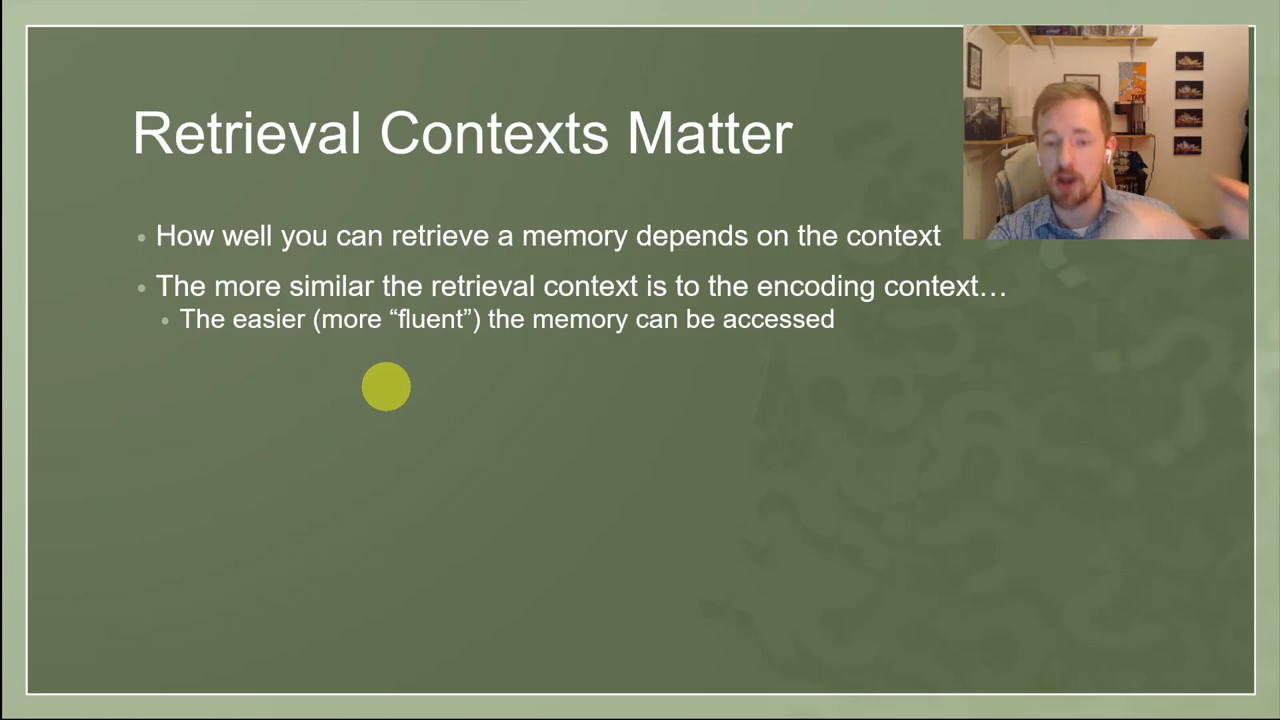 Retrieval Contexts Matter
How well you can retrieve a memory depends on the context
The more similar the retrieval context is to the encoding context…
The easier (more “fluent”) the memory can be accessed